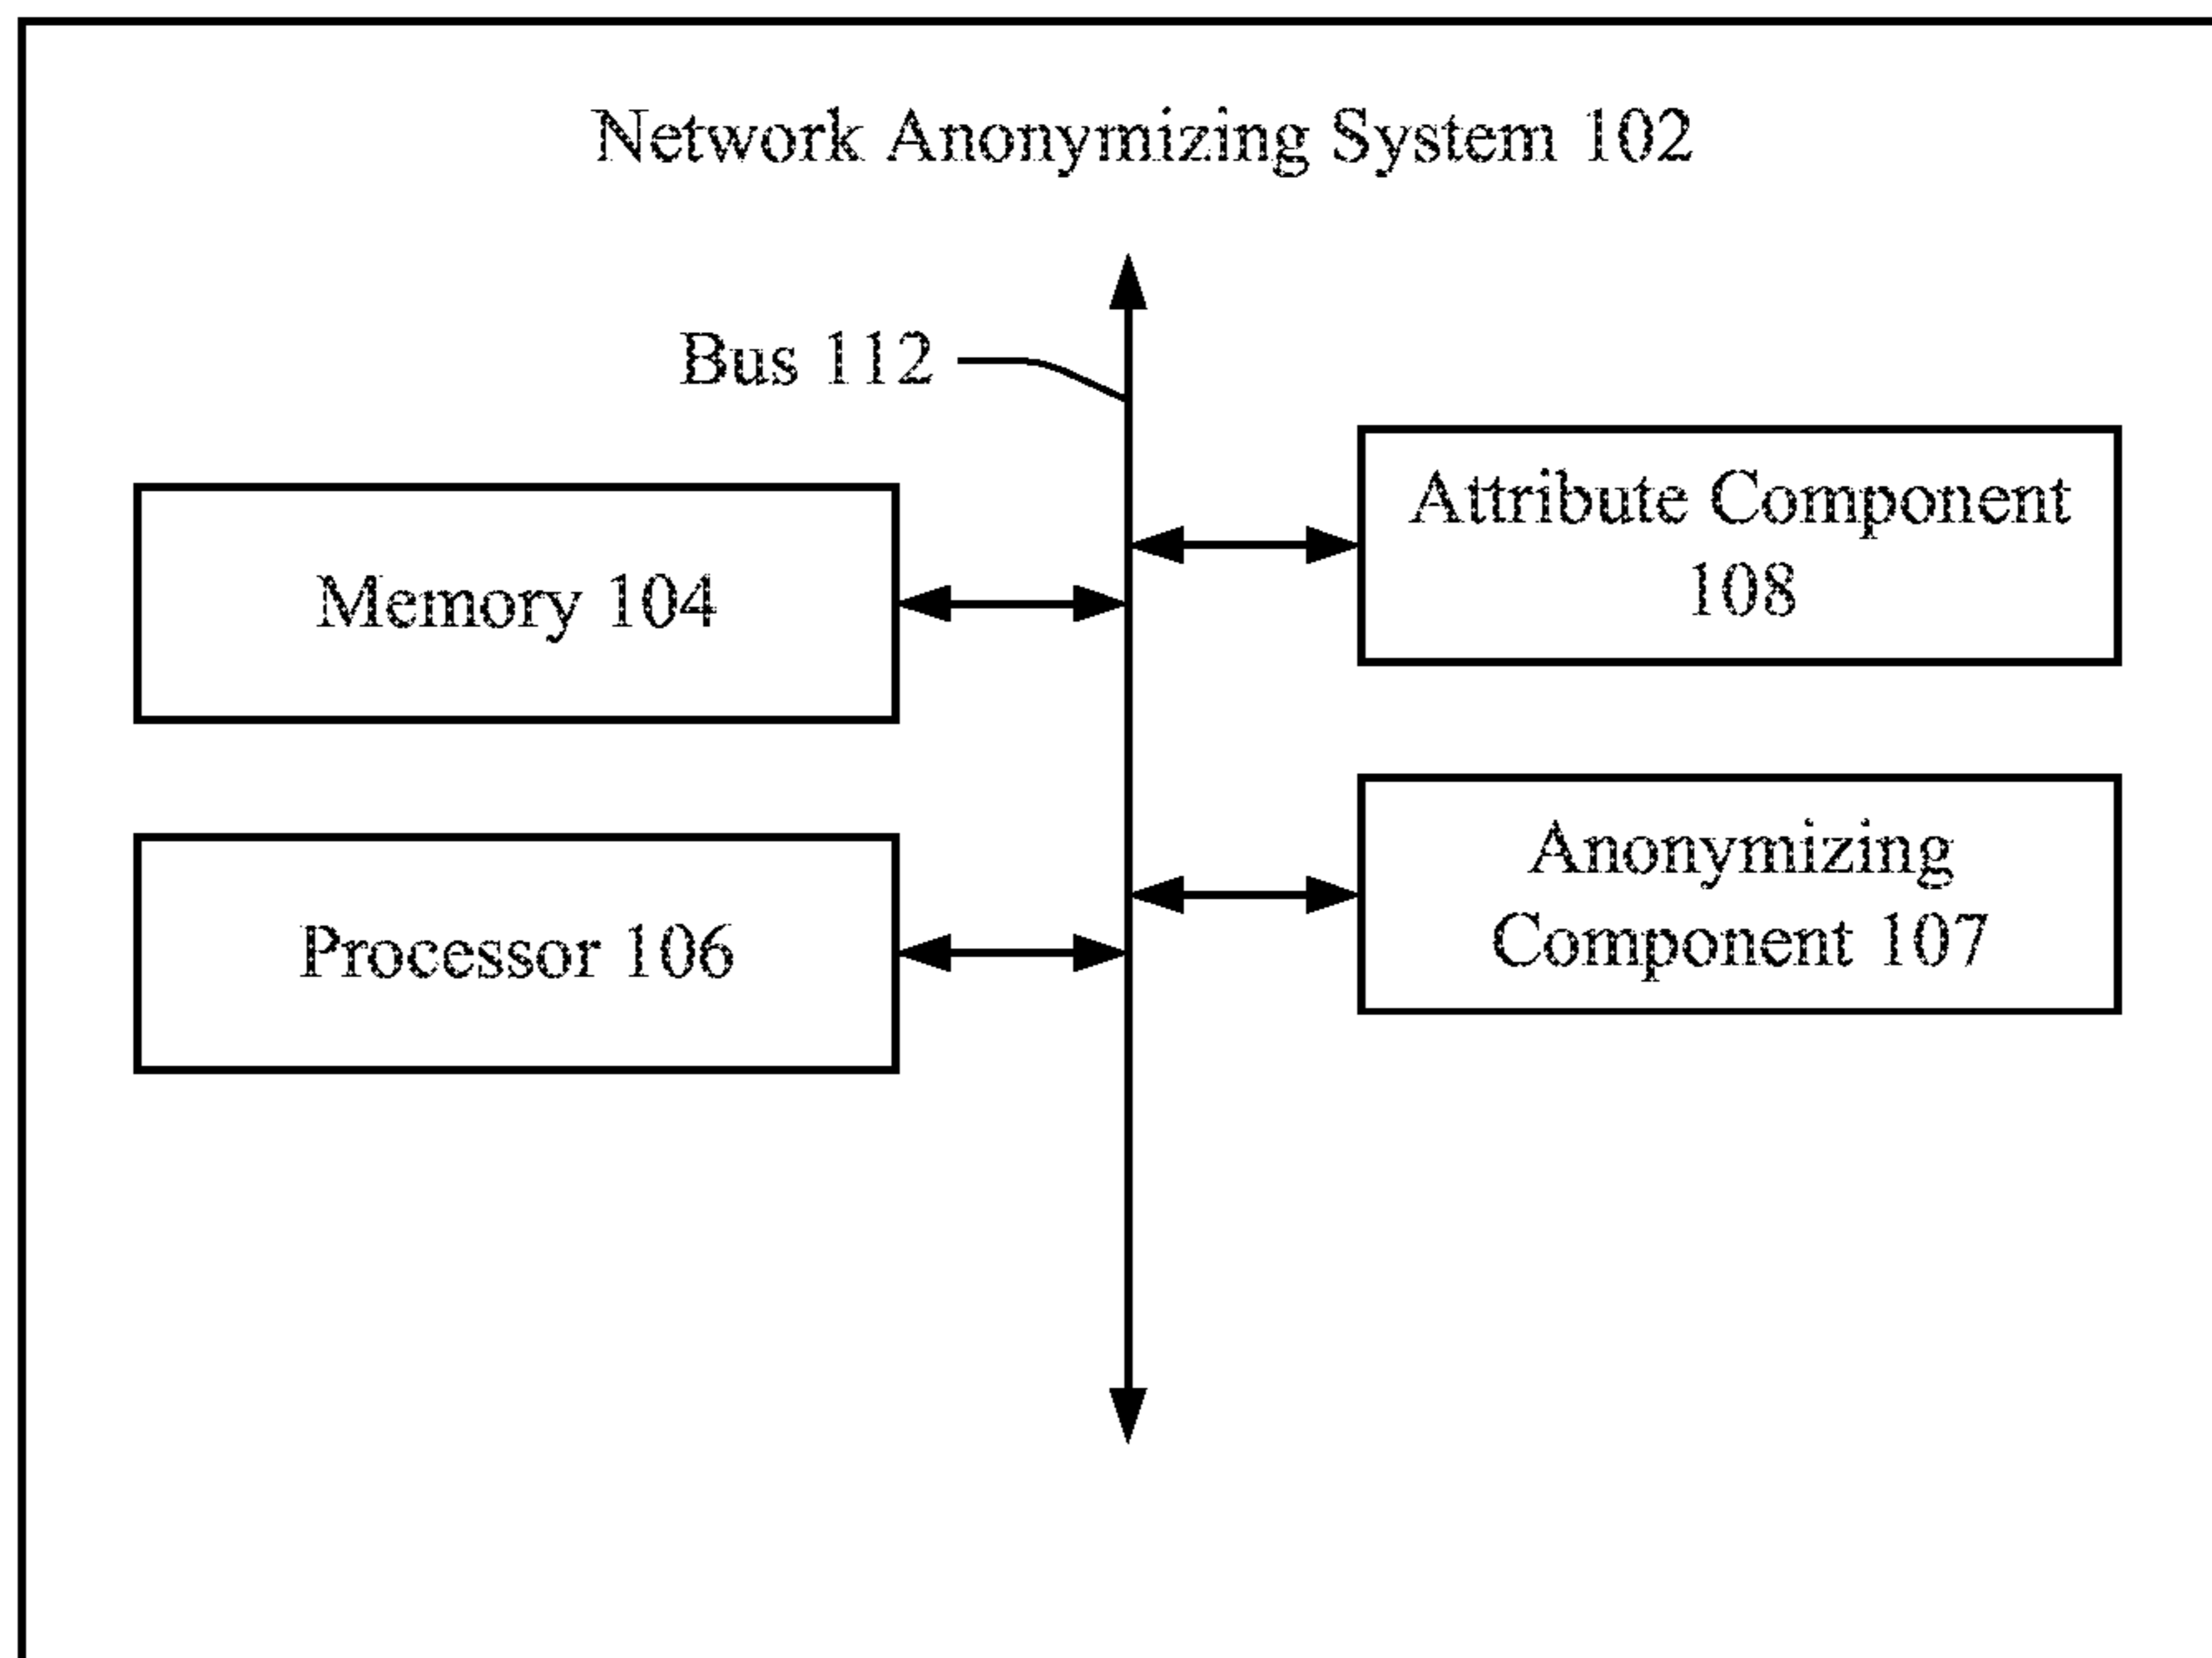 Network Anonymizing System 102
Bus 112
Attribute Component
108
Memory 104
Anonymizing
Component 107
Processor 106